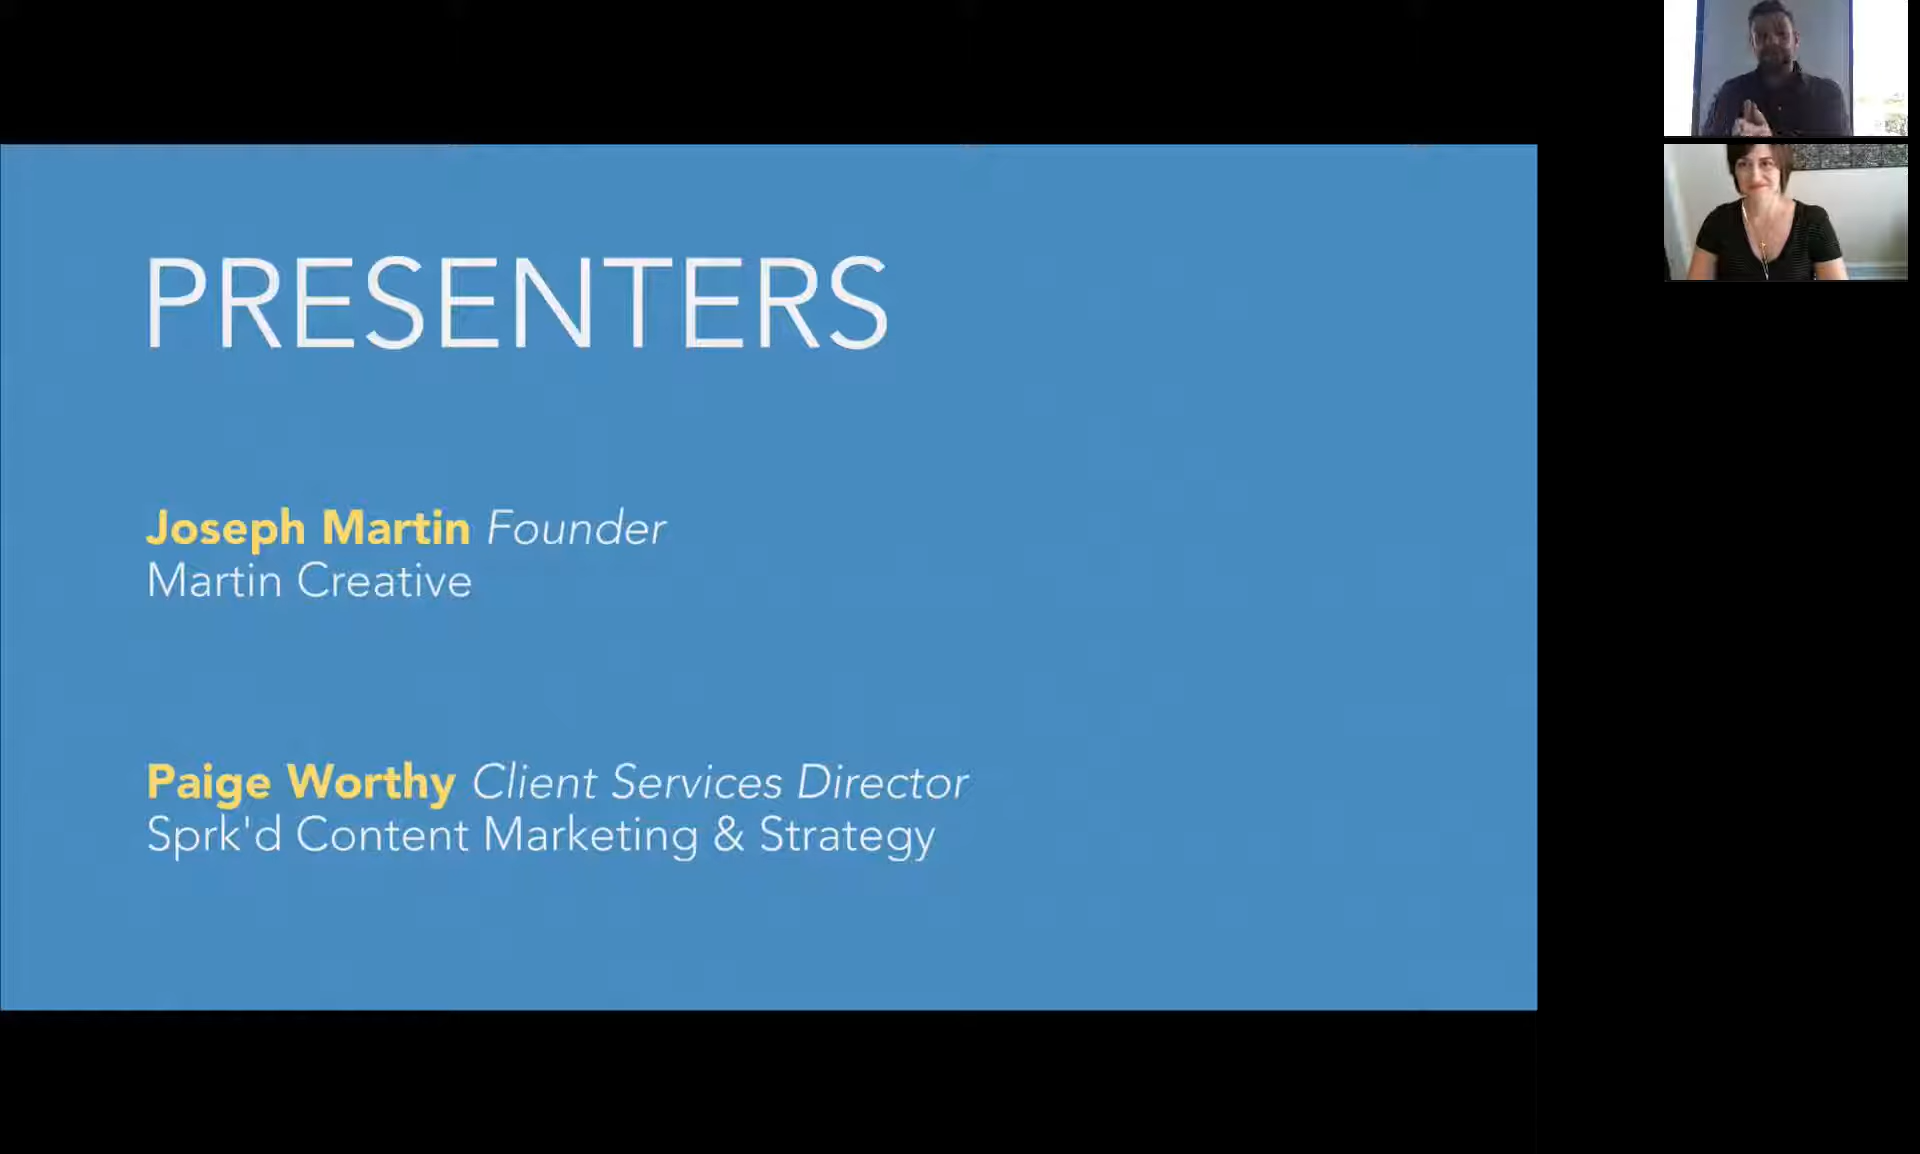 PRESENTERS
Joseph Martin Founder
Martin Creative
Paige Worthy Client Services Director
Sprk'd Content Marketing & Strategy